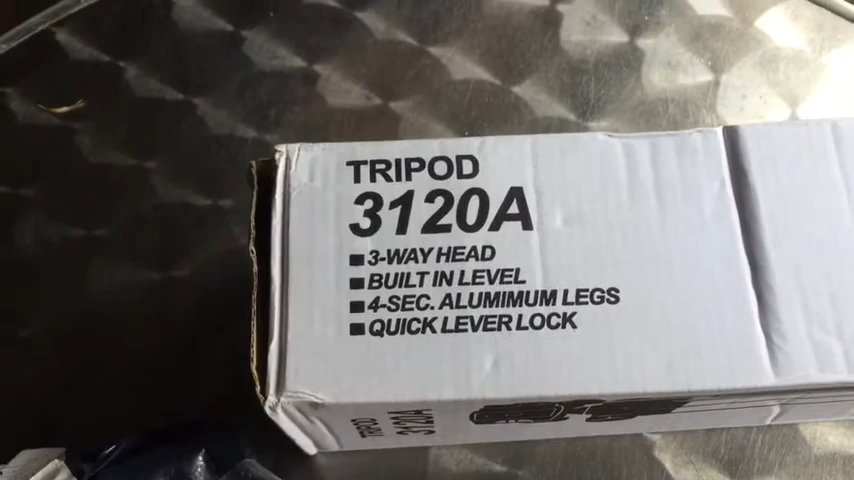 TRIPOD
3120A
■ 3-WAY HEAD
■ BUILT IN LEVEL
■ 4-SEC. ALUMIMUM LEGS
■ QUICK LEVER LOCK
TRIPOD
3120A